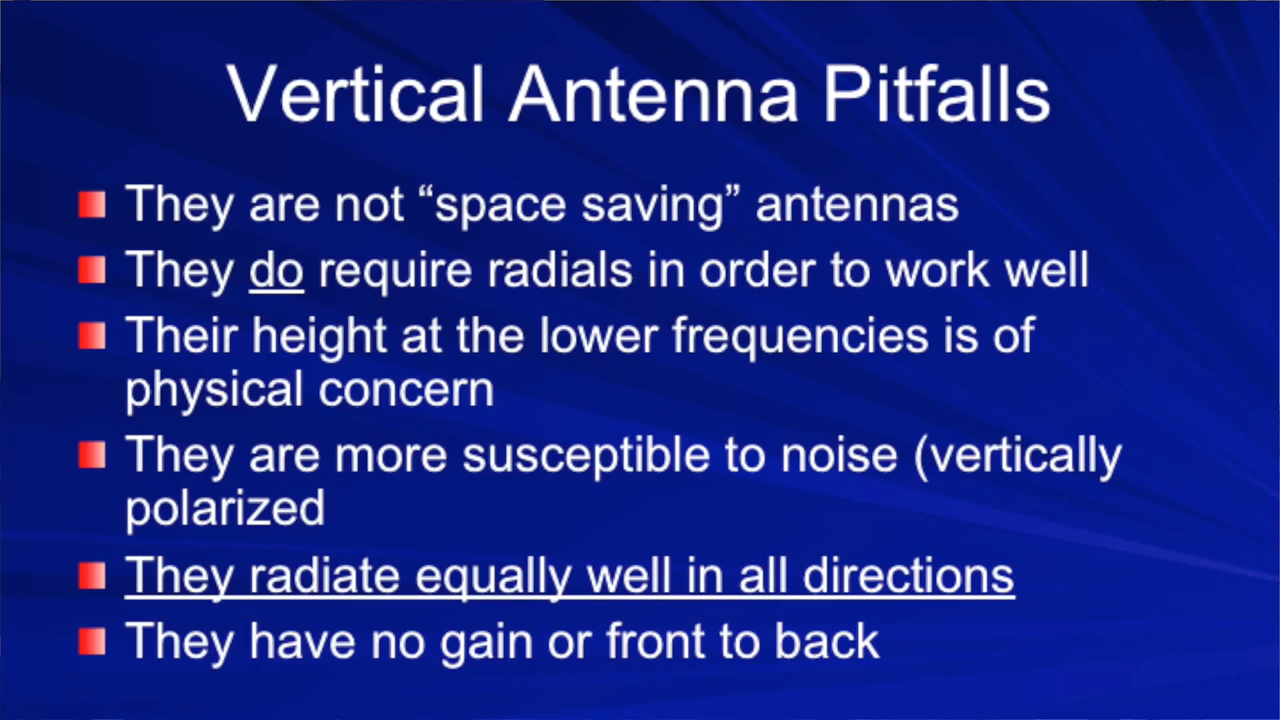 Vertical Antenna Pitfalls
They are not “space saving” antennas
They do require radials in order to work well
Their height at the lower frequencies is of
physical concern
They are more susceptible to noise (vertically
polarized
They radiate equally well in all directions
They have no gain or front to back